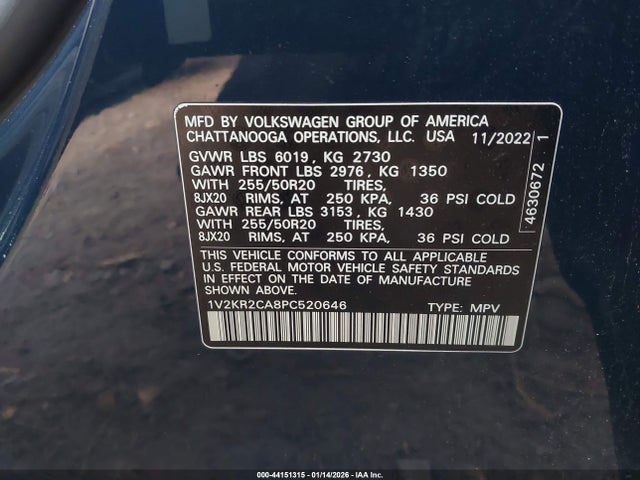 MFD BY VOLKSWAGEN GROUP OF AMERICA
CHATTANOOGA OPERATIONS, LLC. USA 11/2022
GVWR LBS 6019, KG 2730
GAWR FRONT LBS 2976, KG 1350
WITH 255/50R20 TIRES,
8JX20 RIMS, AT 250 KPA, 36 PSI COLD
GAWR REAR LBS 3153, KG 1430
WITH 255/50R20 TIRES,
8JX20 RIMS, AT 250 KPA, 36 PSI COLD
THIS VEHICLE CONFORMS TO ALL APPLICABLE
U.S. FEDERAL MOTOR VEHICLE SAFETY STANDARDS
IN EFFECT ON THE DATE OF MANUFACTURE
SHOWN ABOVE.
1V2KR2CA8PC520646 TYPE: MPV
4630672 1
000-44151315 - 01/14/2026 - IAA Inc.